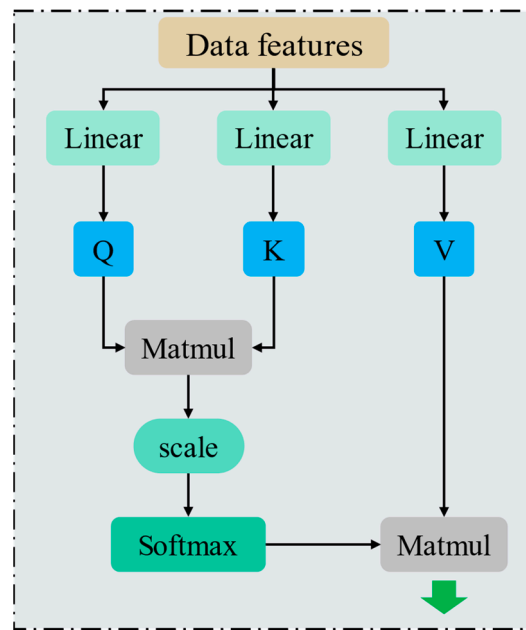 Data features
Linear
Linear
Linear
Q
K
V
Matmul
scale
Softmax
Matmul